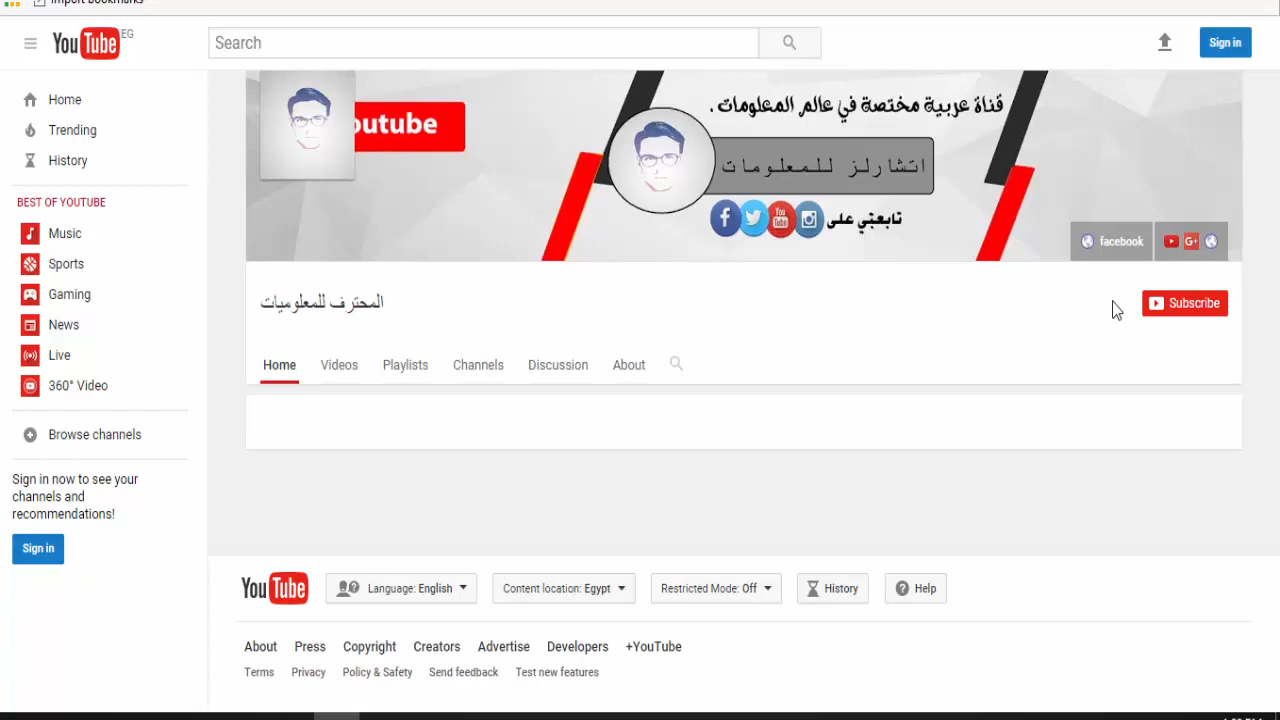 Import bookmarks
YouTube EG
Search
Sign in
Home
Trending
History
BEST OF YOUTUBE
Music
Sports
Gaming
News
Live
360° Video
Browse channels
Sign in now to see your
channels and
recommendations!
Sign in
outube
قناة عربية مختصة في عالم المعلومات .
اتشارلز للمعلومات
You Tube
تابعني على
facebook
G+
المحترف للمعلوميات
Subscribe
Home Videos Playlists Channels Discussion About
YouTube Language: English Content location: Egypt Restricted Mode: Off History Help
About Press Copyright Creators Advertise Developers +YouTube
Terms Privacy Policy & Safety Send feedback Test new features